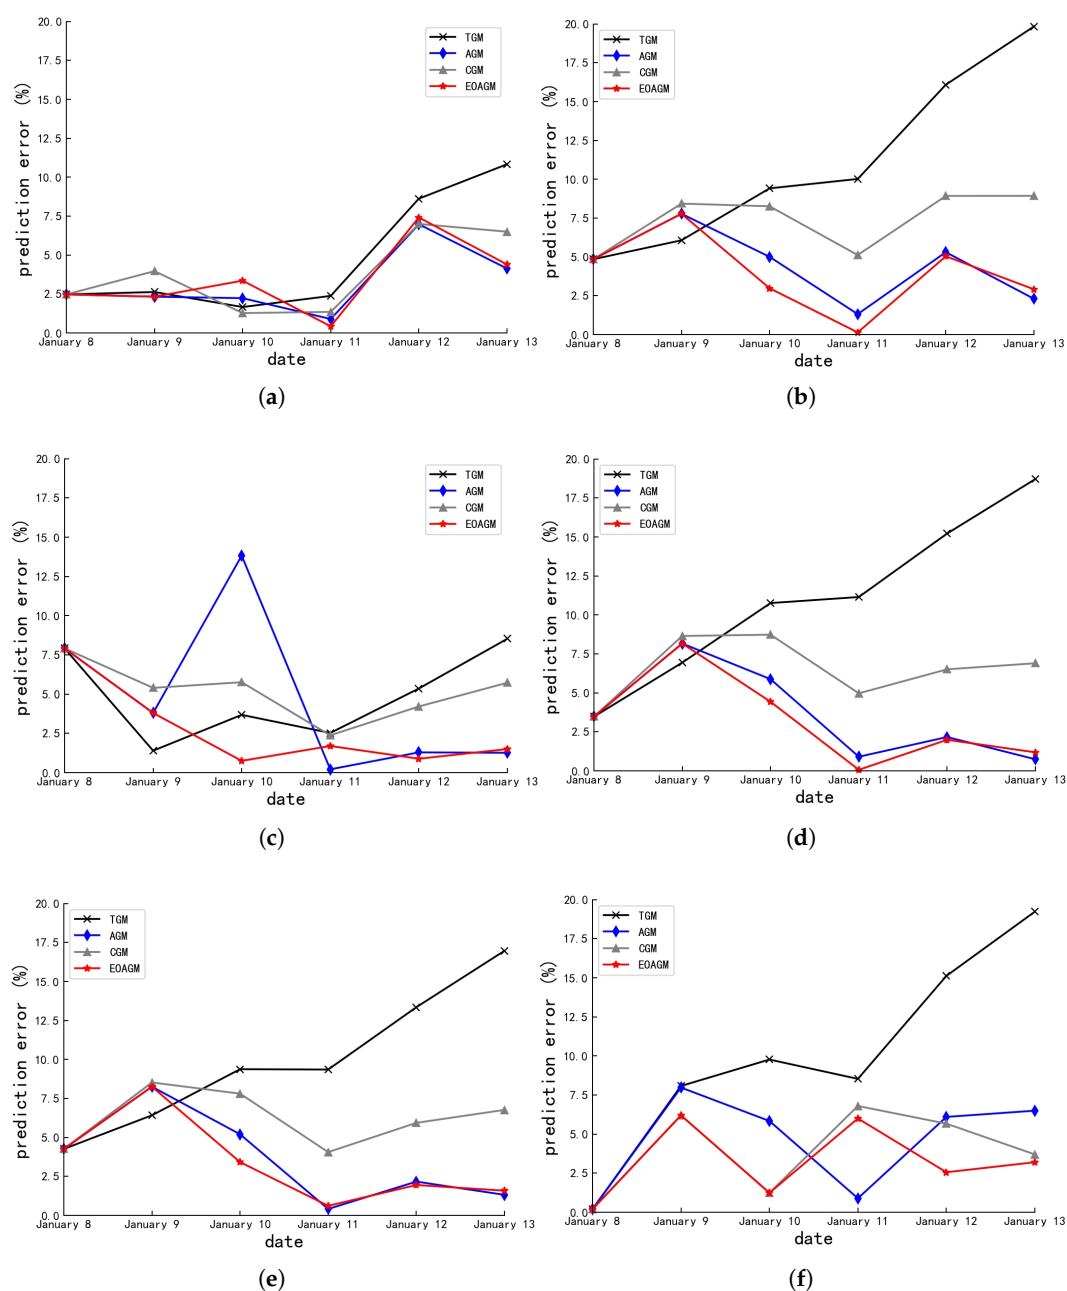 20.0
17.5
15.0
12.5
10.0
7.5
5.0
2.5
0.0
prediction error (%)
TGM
AGM
CGM
EOAGM
January 8 January 9 January 10 January 11 January 12 January 13
date
(a)
20.0
17.5
15.0
12.5
10.0
7.5
5.0
2.5
0.0
prediction error (%)
TGM
AGM
CGM
EOAGM
January 8 January 9 January 10 January 11 January 12 January 13
date
(b)
20.0
17.5
15.0
12.5
10.0
7.5
5.0
2.5
0.0
prediction error (%)
TGM
AGM
CGM
EOAGM
January 8 January 9 January 10 January 11 January 12 January 13
date
(c)
20.0
17.5
15.0
12.5
10.0
7.5
5.0
2.5
0.0
prediction error (%)
TGM
AGM
CGM
EOAGM
January 8 January 9 January 10 January 11 January 12 January 13
date
(d)
20.0
17.5
15.0
12.5
10.0
7.5
5.0
2.5
0.0
prediction error (%)
TGM
AGM
CGM
EOAGM
January 8 January 9 January 10 January 11 January 12 January 13
date
(e)
20.0
17.5
15.0
12.5
10.0
7.5
5.0
2.5
0.0
prediction error (%)
TGM
AGM
CGM
EOAGM
January 8 January 9 January 10 January 11 January 12 January 13
date
(f)